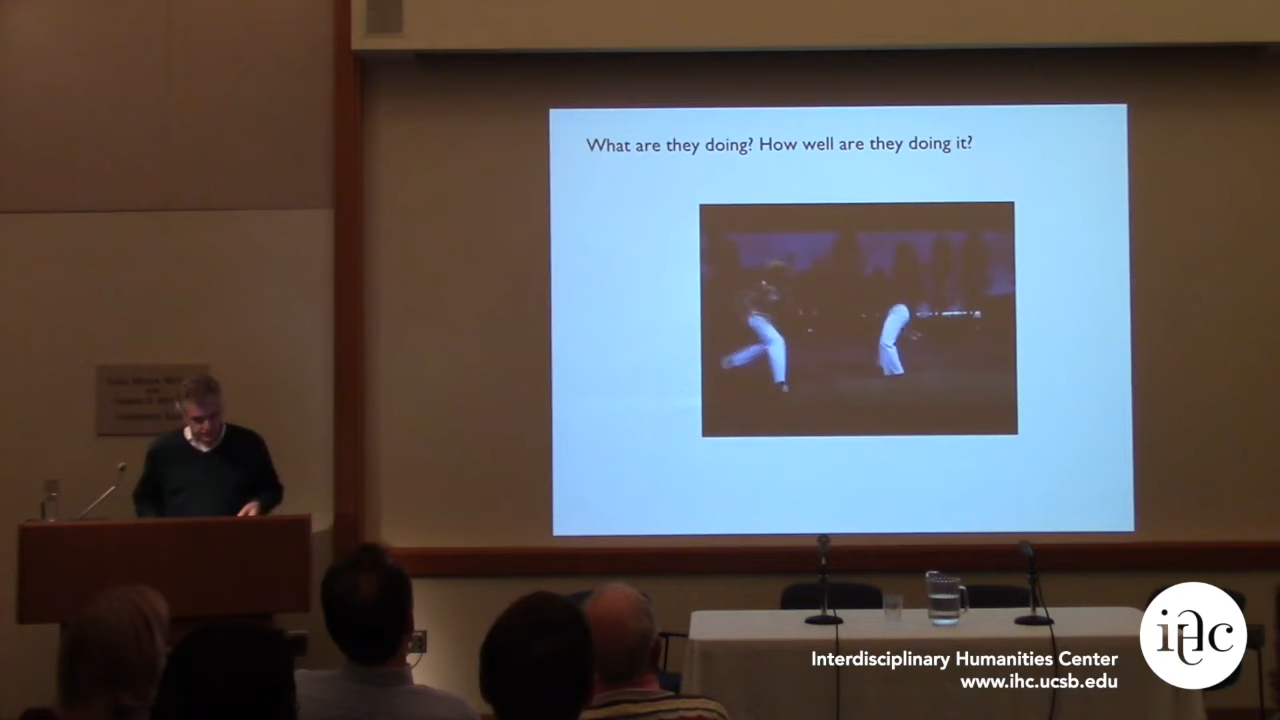 What are they doing? How well are they doing it?
ihc
Interdisciplinary Humanities Center
www.ihc.ucsb.edu